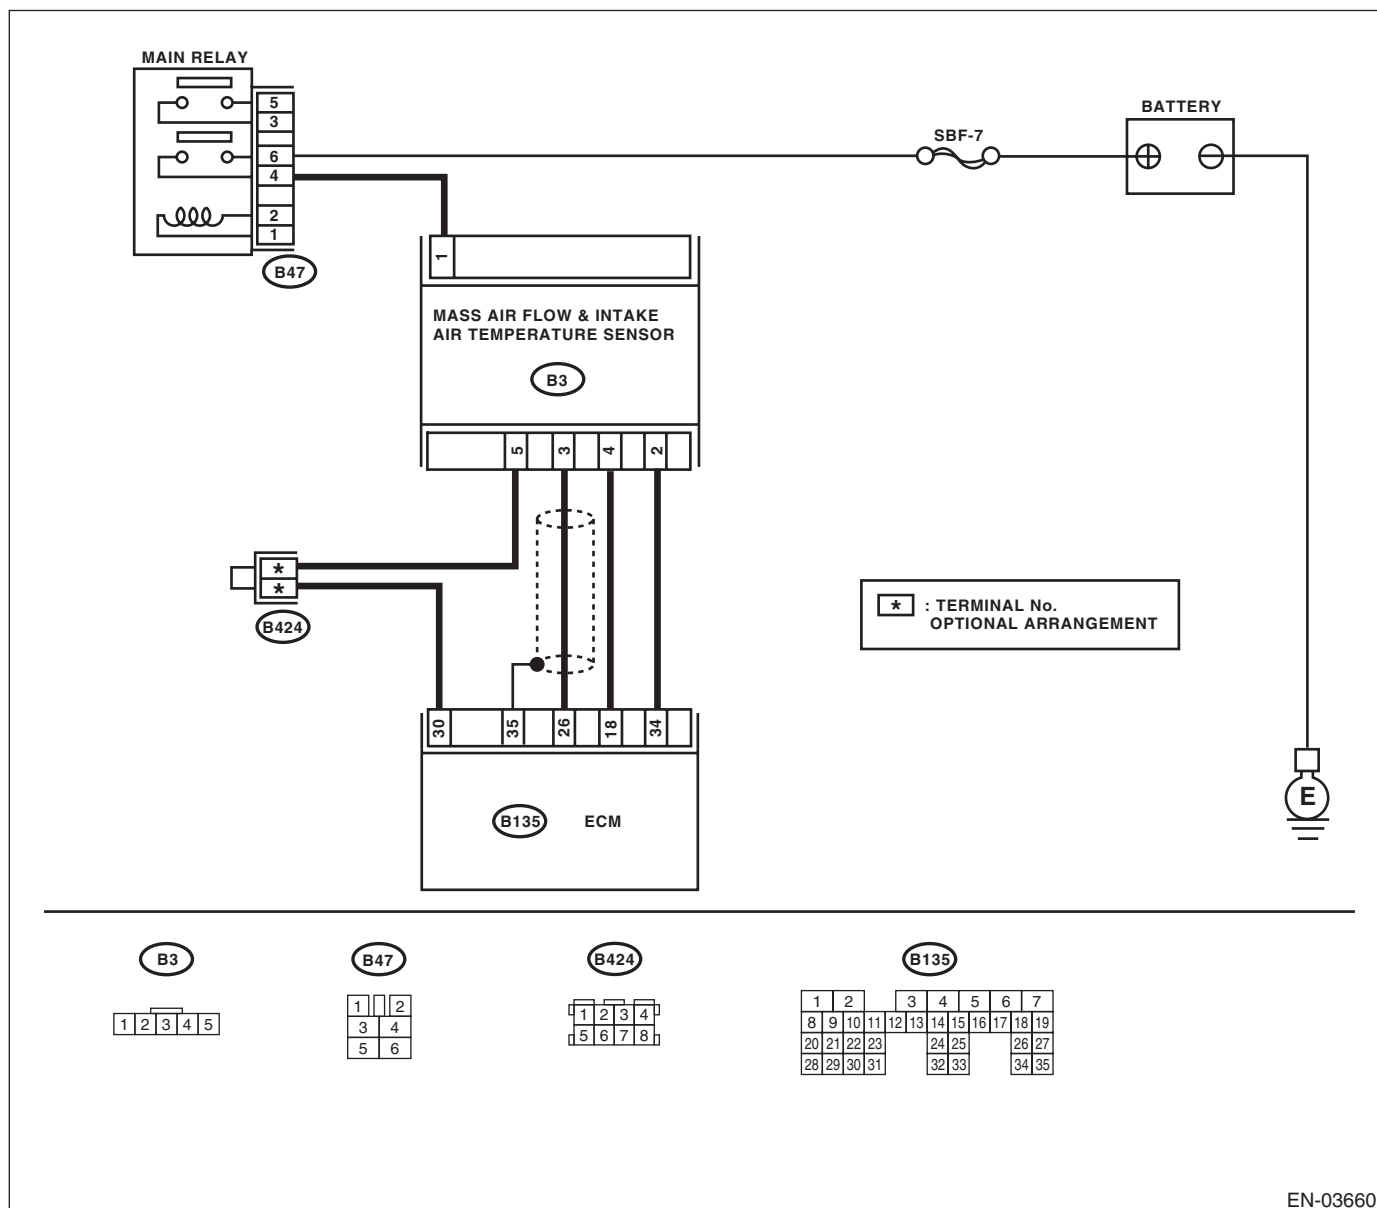 MAIN RELAY
5
3
6
4
2
1
B47
SBF-7
BATTERY
1
MASS AIR FLOW & INTAKE
AIR TEMPERATURE SENSOR
B3
5 3 4 2
*
*
B424
* : TERMINAL No.
OPTIONAL ARRANGEMENT
30 35 26 18 34
B135 ECM
E
B3
1 2 3 4 5
B47
1 2
3 4
5 6
B424
1 2 3 4
5 6 7 8
B135
1 2 3 4 5 6 7
8 9 10 11 12 13 14 15 16 17 18 19
20 21 22 23 24 25 26 27
28 29 30 31 32 33 34 35
EN-03660